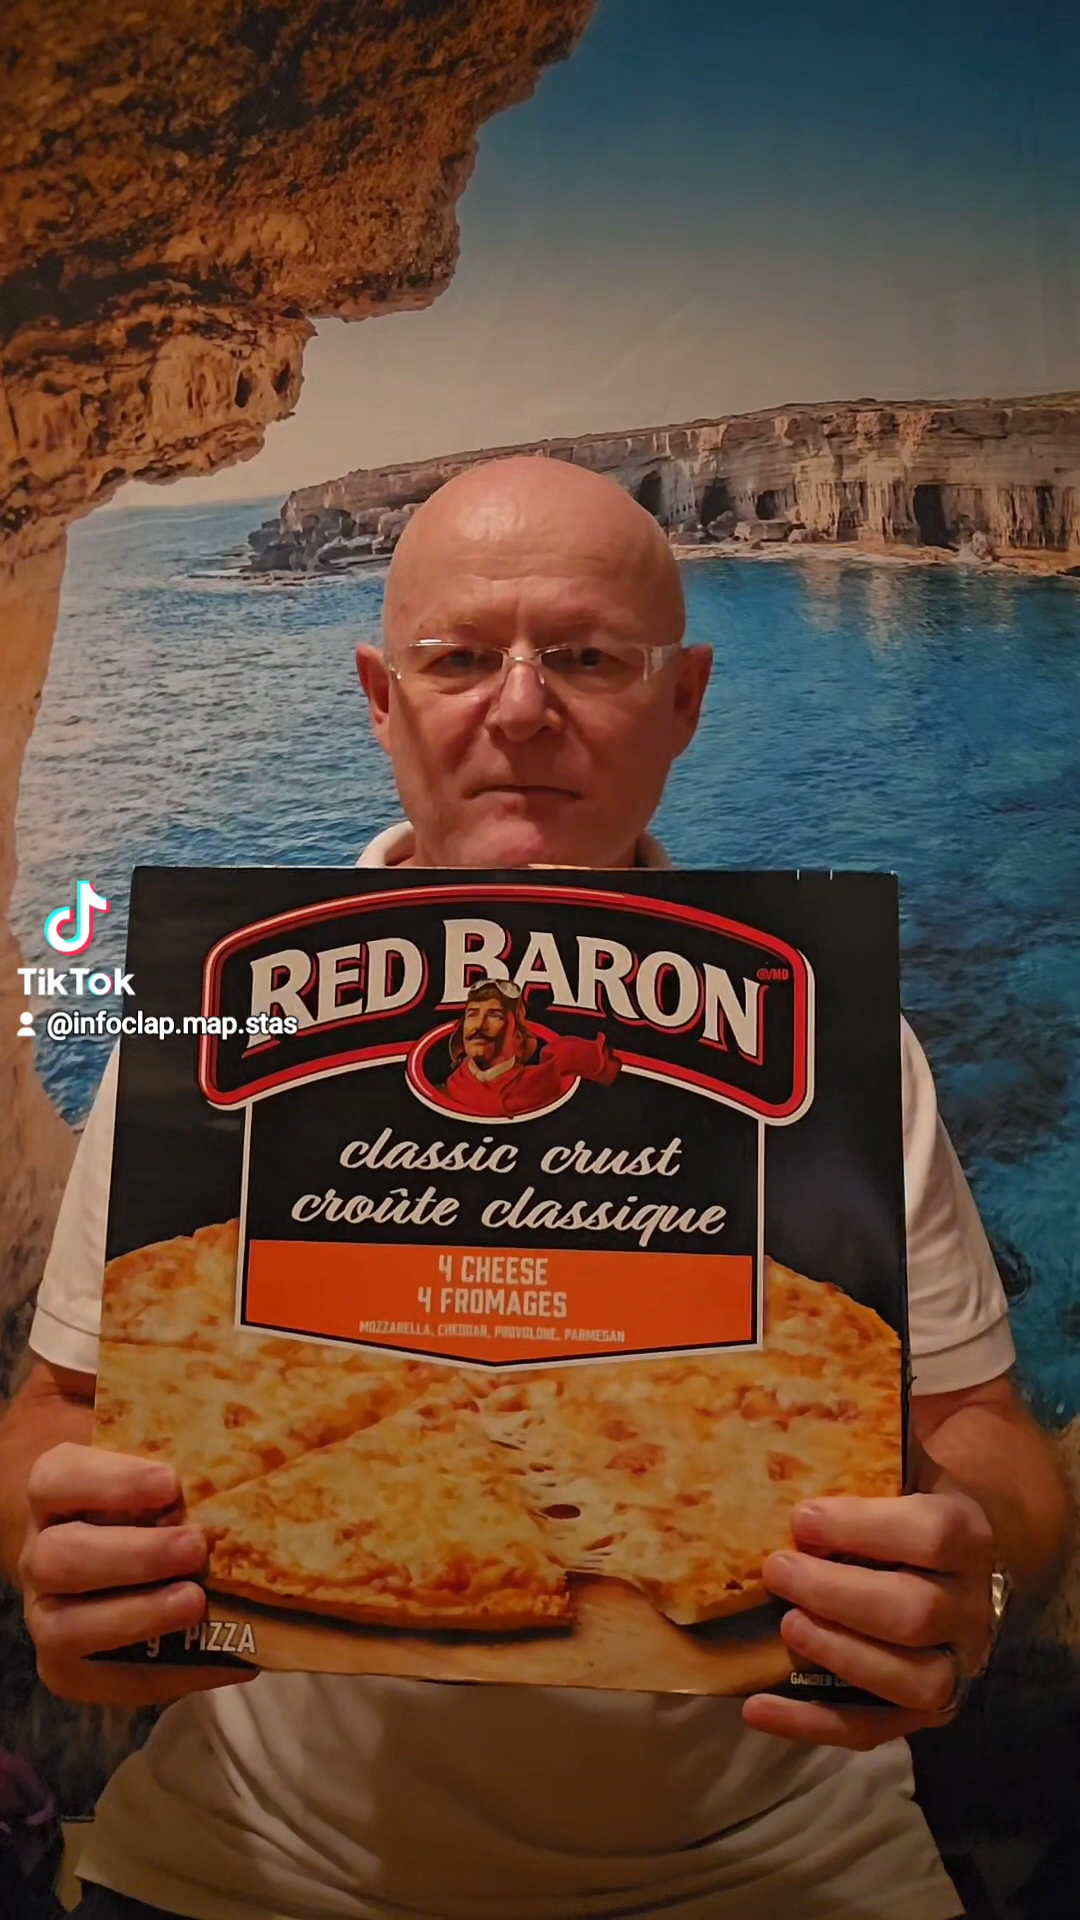 RED BARON
®/MD
classic crust
croûte classique
4 CHEESE
4 FROMAGES
MOZZARELLA, CHEDDAR, PROVOLONE, PARMESAN
TikTok
@infoclap.map.stas
g PIZZA